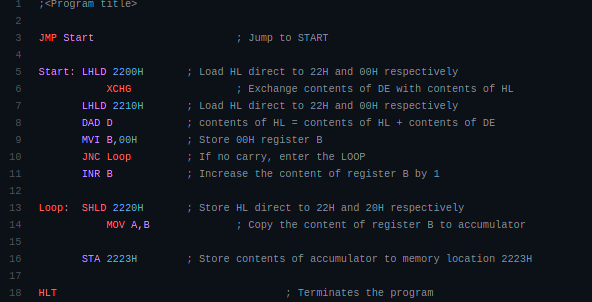 1 ;<Program title>
2
3 JMP Start ; Jump to START
4
5 Start: LHLD 2200H ; Load HL direct to 22H and 00H respectively
6 XCHG ; Exchange contents of DE with contents of HL
7 LHLD 2210H ; Load HL direct to 22H and 00H respectively
8 DAD D ; contents of HL = contents of HL + contents of DE
9 MVI B,00H ; Store 00H register B
10 JNC Loop ; If no carry, enter the LOOP
11 INR B ; Increase the content of register B by 1
12
13 Loop: SHLD 2220H ; Store HL direct to 22H and 20H respectively
14 MOV A,B ; Copy the content of register B to accumulator
15
16 STA 2223H ; Store contents of accumulator to memory location 2223H
17
18 HLT ; Terminates the program